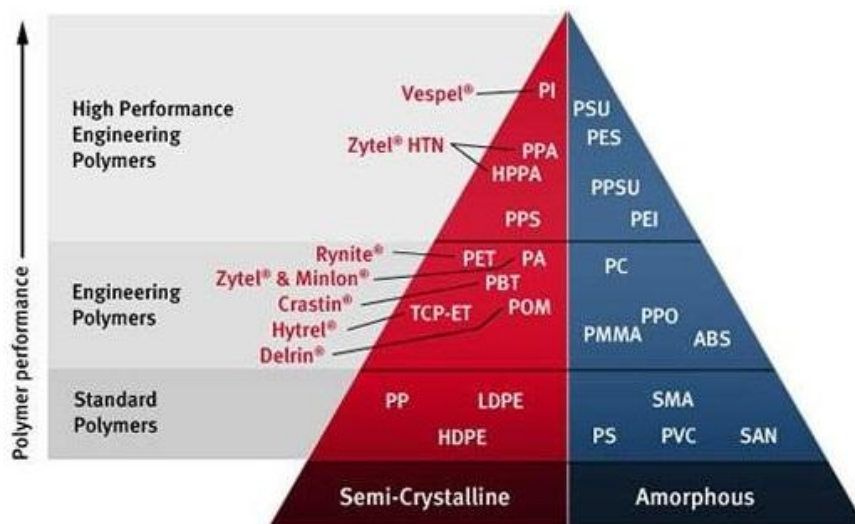 Polymer performance
High Performance
Engineering
Polymers
Vespel®
PI
PSU
PES
Zytel® HTN
PPA
HPPA
PPSU
PPS
PEI
Engineering
Polymers
Rynite®
PET
PA
PC
Zytel® & Minlon®
PBT
Crastin®
TCP-ET
POM
Hytrel®
PPO
PMMA
ABS
Delrin®
Standard
Polymers
PP
LDPE
SMA
HDPE
PS
PVC
SAN
Semi-Crystalline
Amorphous